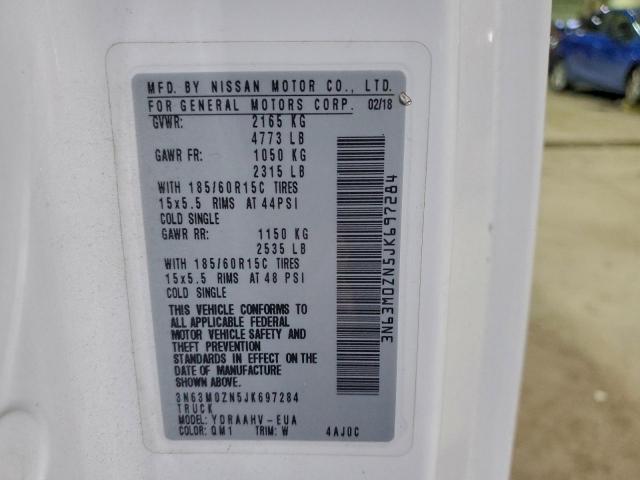 MFD. BY NISSAN MOTOR CO., LTD.
FOR GENERAL MOTORS CORP. 02/18
GVWR: 2165 KG
4773 LB
GAWR FR: 1050 KG
2315 LB
WITH 185/60R15C TIRES
15x5.5 RIMS AT 44PSI
COLD SINGLE
GAWR RR: 1150 KG
2535 LB
WITH 185/60R15C TIRES
15x5.5 RIMS AT 48 PSI
COLD SINGLE
THIS VEHICLE CONFORMS TO
ALL APPLICABLE FEDERAL
MOTOR VEHICLE SAFETY AND
THEFT PREVENTION
STANDARDS IN EFFECT ON THE
DATE OF MANUFACTURE
SHOWN ABOVE.
3N63M0ZN5JK697284
TRUCK
MODEL: YDRAAHV-EUA
COLOR: QM1 TRIM: W 4AJ0C
3N63M0ZN5JK697284